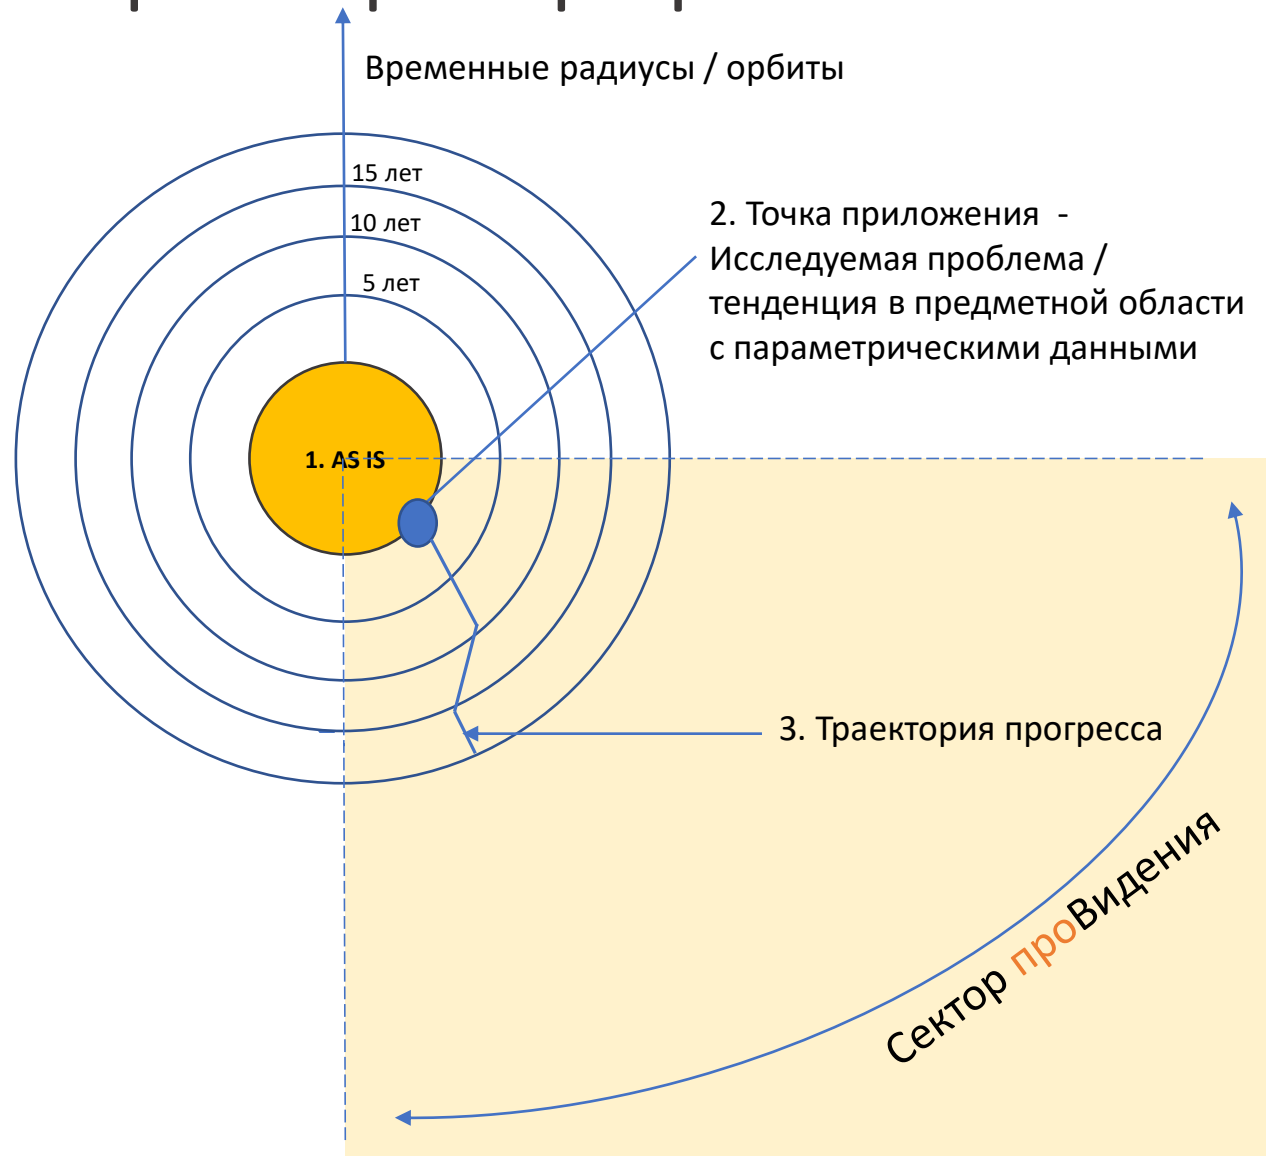 Временные радиусы / орбиты
15 лет
10 лет
5 лет
2. Точка приложения -
Исследуемая проблема /
тенденция в предметной области
с параметрическими данными
1. AS IS
3. Траектория прогресса
Сектор проВидения